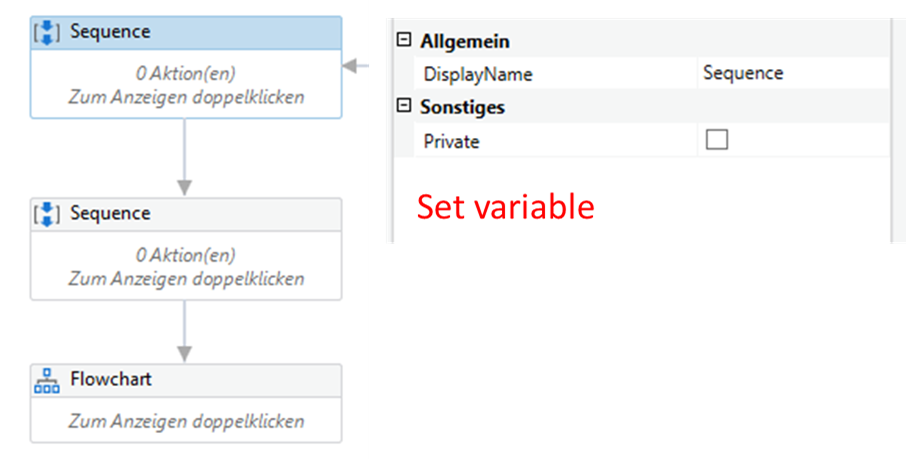 Sequence
0 Aktion(en)
Zum Anzeigen doppelklicken
Sequence
0 Aktion(en)
Zum Anzeigen doppelklicken
Flowchart
Zum Anzeigen doppelklicken
Allgemein
DisplayName Sequence
Sonstiges
Private
Set variable